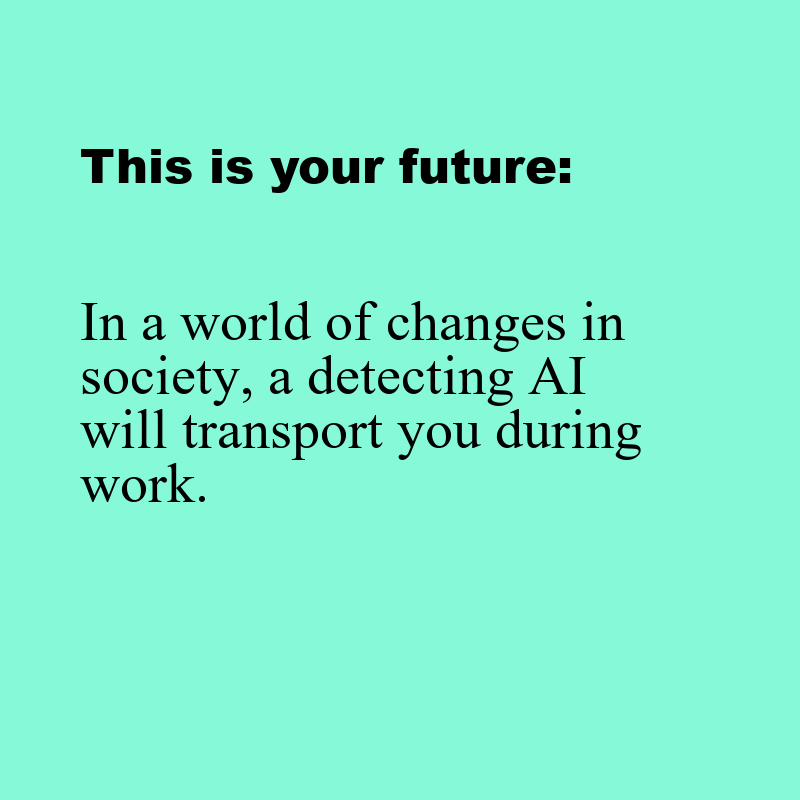 This is your future:
In a world of changes in
society, a detecting AI
will transport you during
work.